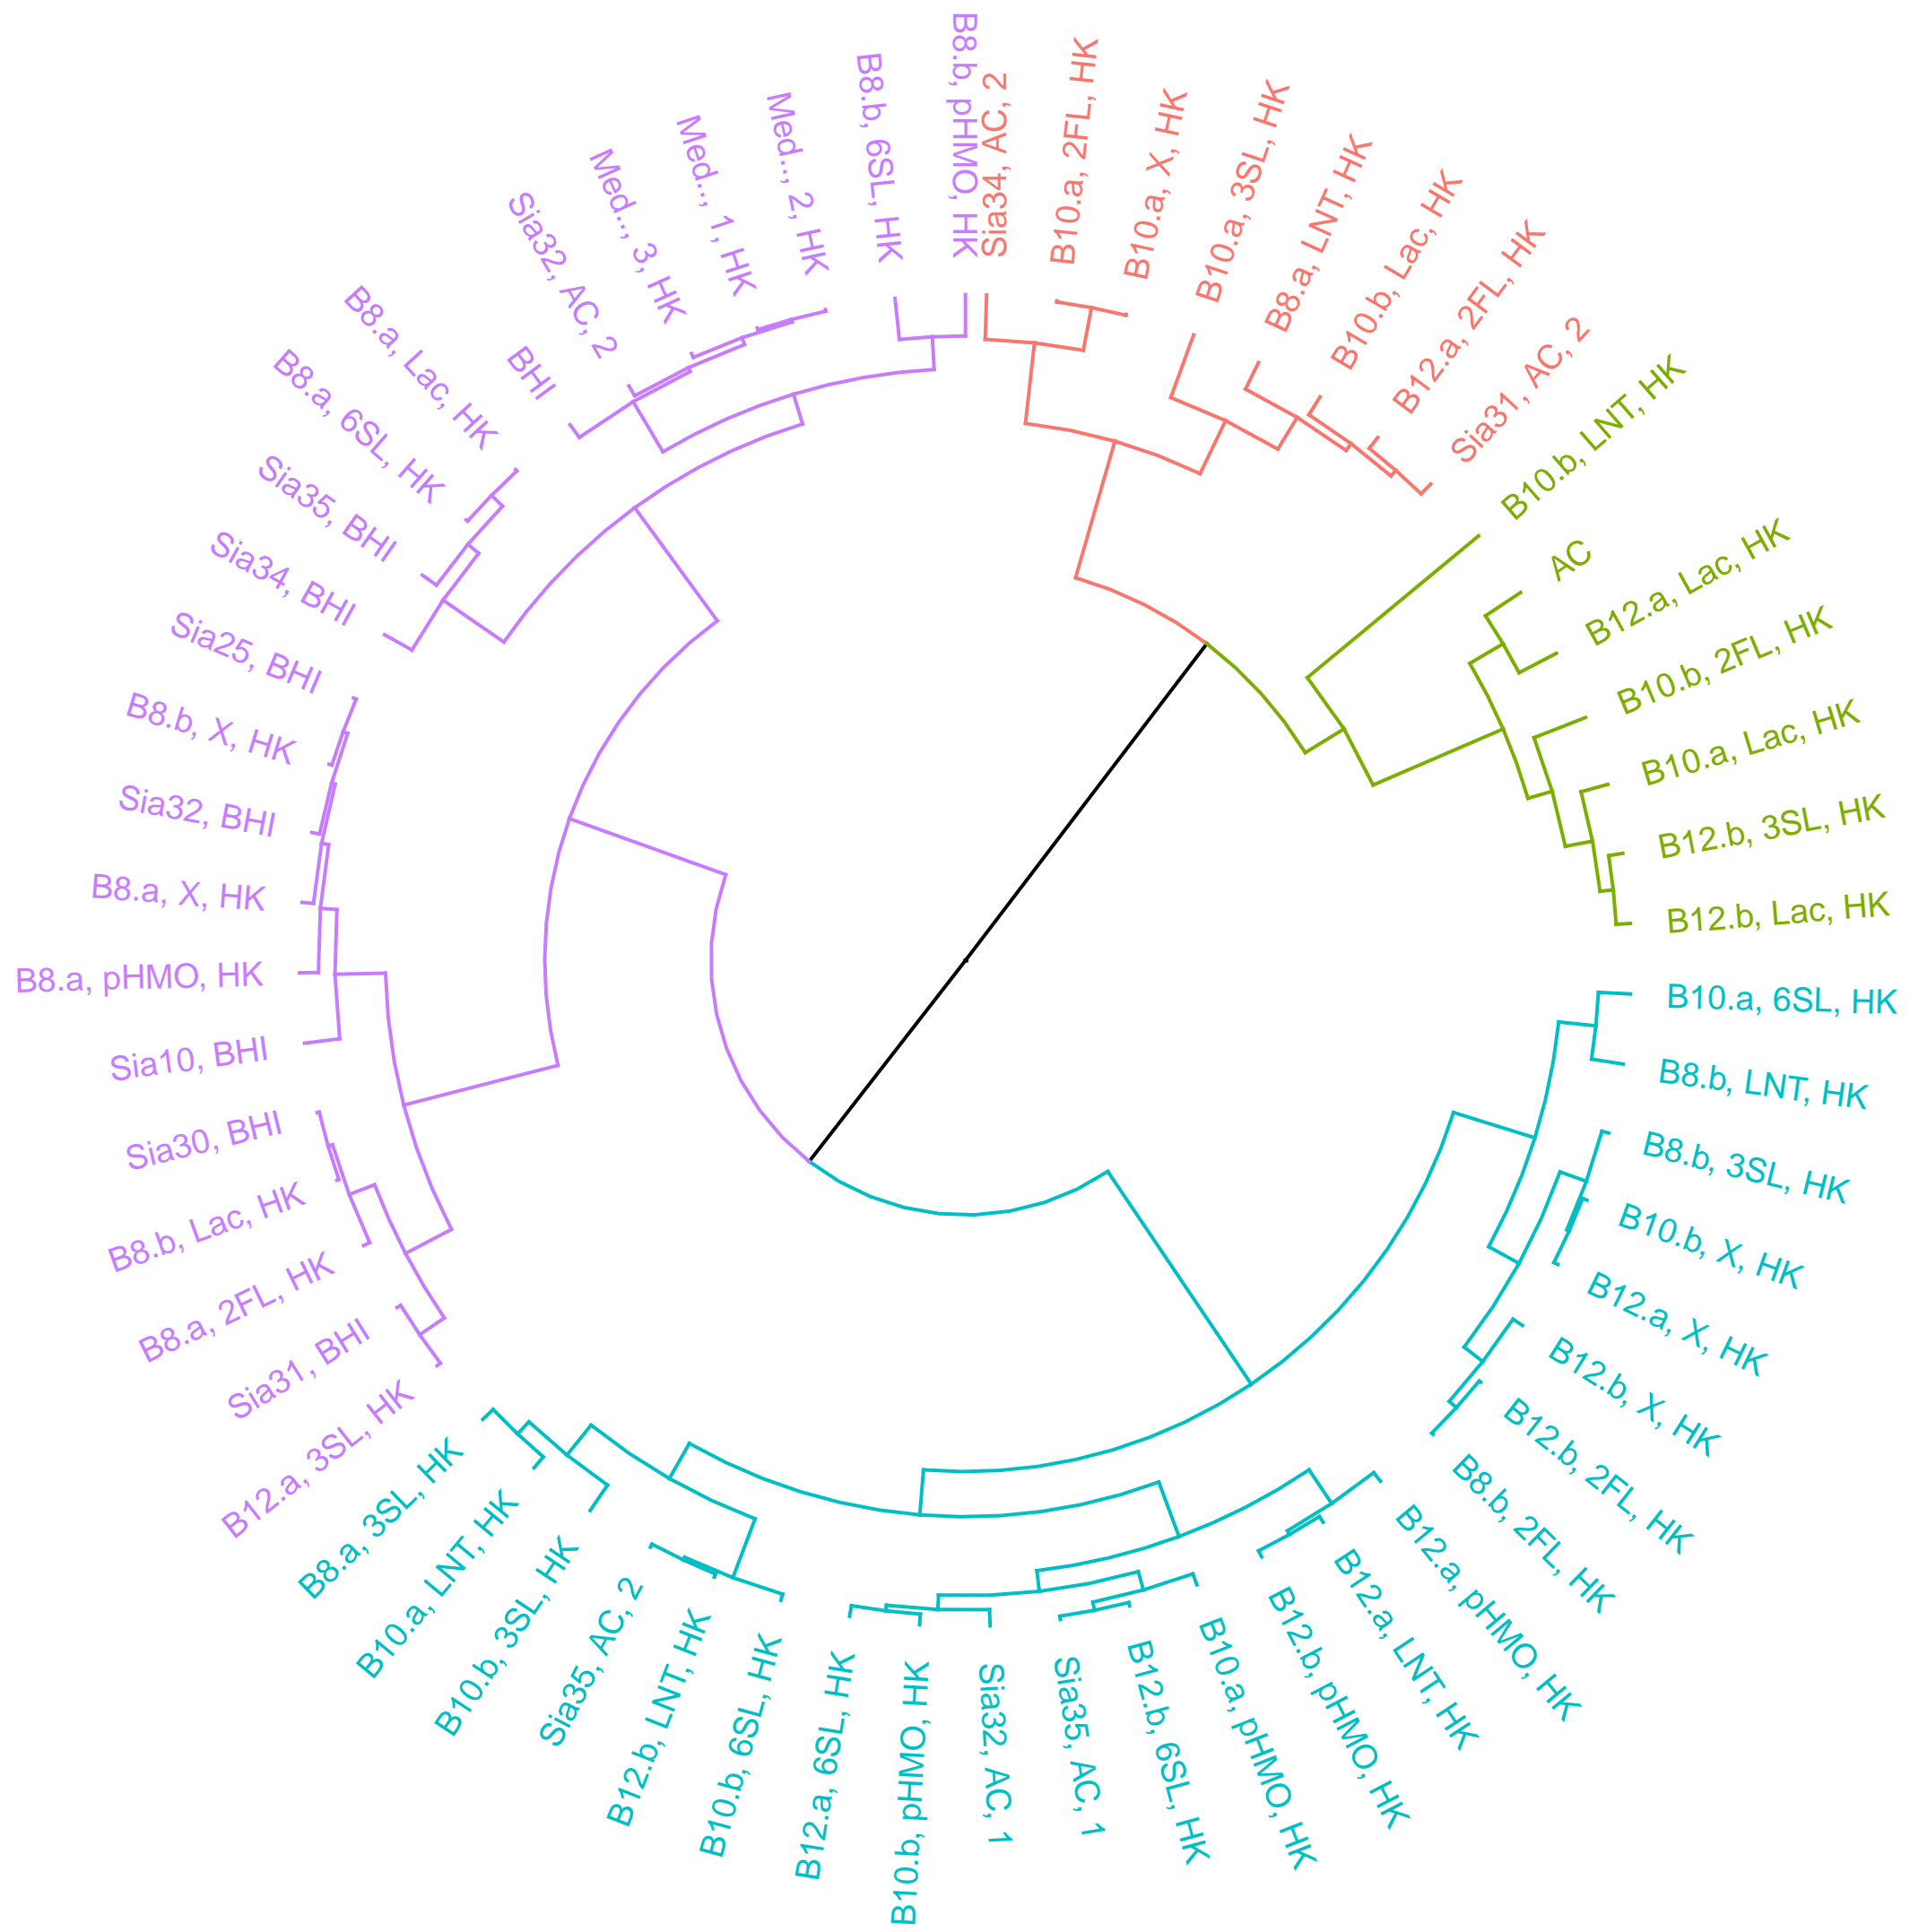 B8.b, pHMO, HK
Sia34, AC, 2
B10.a, 2FL, HK
B10.a, X, HK
B10.a, 3SL, HK
B8.a, LNT, HK
B10.b, Lac, HK
B12.a, 2FL, HK
Sia31, AC, 2
B10.b, LNT, HK
AC
B12.a, Lac, HK
B10.b, 2FL, HK
B10.a, Lac, HK
B12.b, 3SL, HK
B12.b, Lac, HK
B10.a, 6SL, HK
B8.b, LNT, HK
B8.b, 3SL, HK
B10.b, X, HK
B12.a, X, HK
B12.b, X, HK
B12.b, 2FL, HK
B8.b, 2FL, HK
B12.a, pHMO, HK
B12.a, LNT, HK
B12.b, pHMO, HK
B10.a, pHMO, HK
B12.b, 6SL, HK
Sia35, AC, 1
Sia32, AC, 1
B10.b, pHMO, HK
B12.a, 6SL, HK
B10.b, 6SL, HK
B12.b, LNT, HK
Sia35, AC, 2
B10.b, 3SL, HK
B10.a, LNT, HK
B8.a, 3SL, HK
B12.a, 3SL, HK
Sia31, BHI
B8.a, 2FL, HK
B8.b, Lac, HK
Sia30, BHI
Sia10, BHI
B8.a, pHMO, HK
B8.a, X, HK
Sia32, BHI
B8.b, X, HK
Sia25, BHI
Sia34, BHI
Sia35, BHI
B8.a, 6SL, HK
B8.a, Lac, HK
BHI
Sia32, AC, 2
Med.., 3, HK
Med.., 1, HK
Med.., 2, HK
B8.b, 6SL, HK